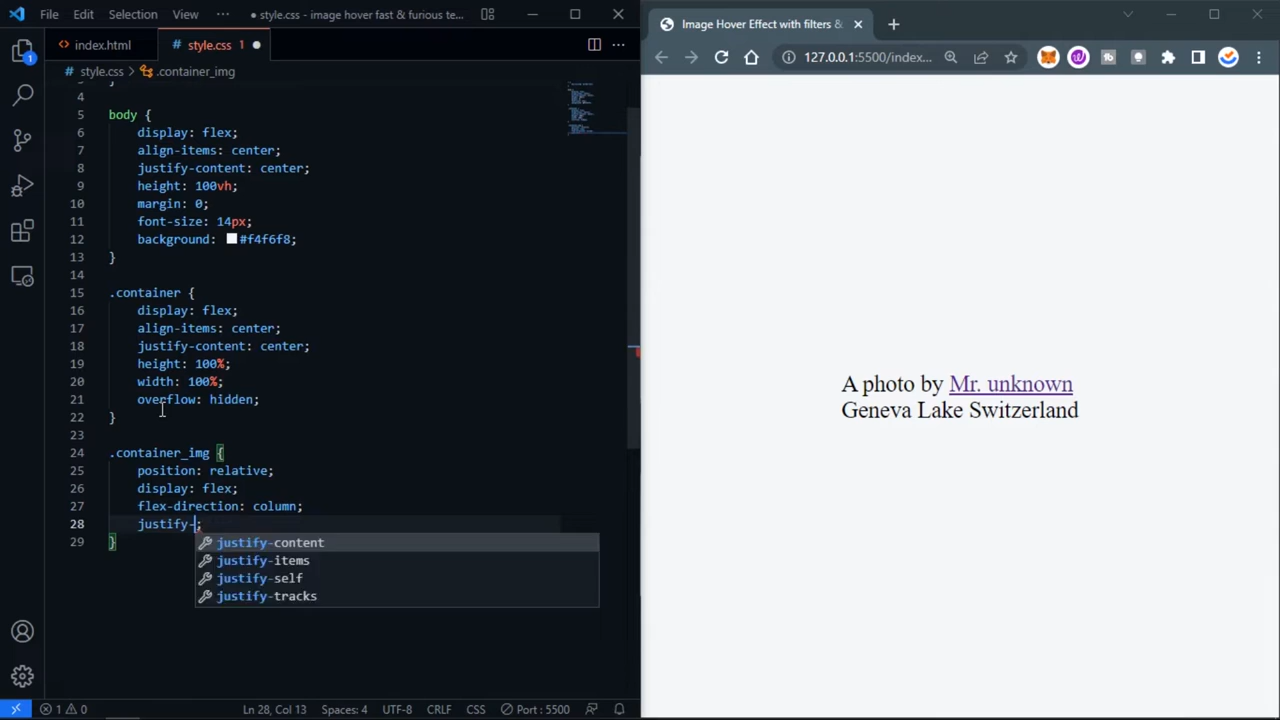 File Edit Selection View ··· ● style.css - image hover fast & furious te...
index.html # style.css 1 ●
# style.css > .container_img
1
4
5 body {
6 display: flex;
7 align-items: center;
8 justify-content: center;
9 height: 100vh;
10 margin: 0;
11 font-size: 14px;
12 background: #f4f6f8;
13 }
14
15 .container {
16 display: flex;
17 align-items: center;
18 justify-content: center;
19 height: 100%;
20 width: 100%;
21 overflow: hidden;
22 }
23
24 .container_img {
25 position: relative;
26 display: flex;
27 flex-direction: column;
28 justify-;
29 }
justify-content
justify-items
justify-self
justify-tracks
1 0 Ln 28, Col 13 Spaces: 4 UTF-8 CRLF CSS Port : 5500
Image Hover Effect with filters &
127.0.0.1:5500/index...
A photo by Mr. unknown
Geneva Lake Switzerland